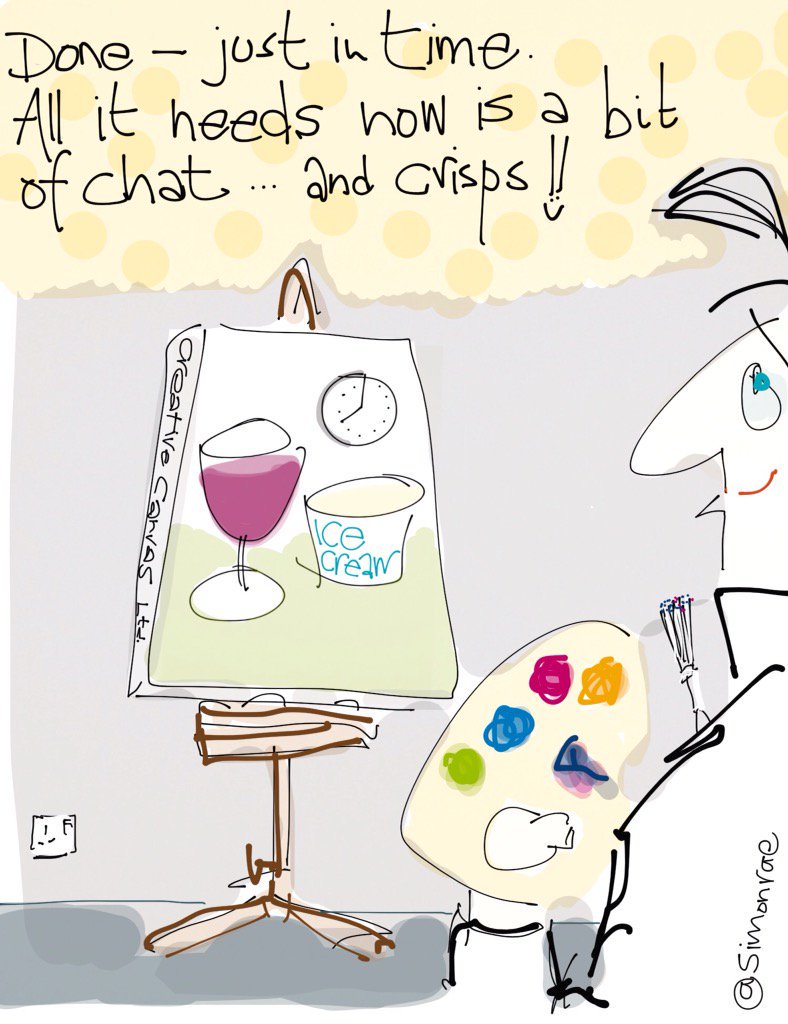 Done – just in time.
All it needs now is a bit
of chat ... and crisps!!
Creative Canvas Ltd.
ICE
Cream
@Simonrae